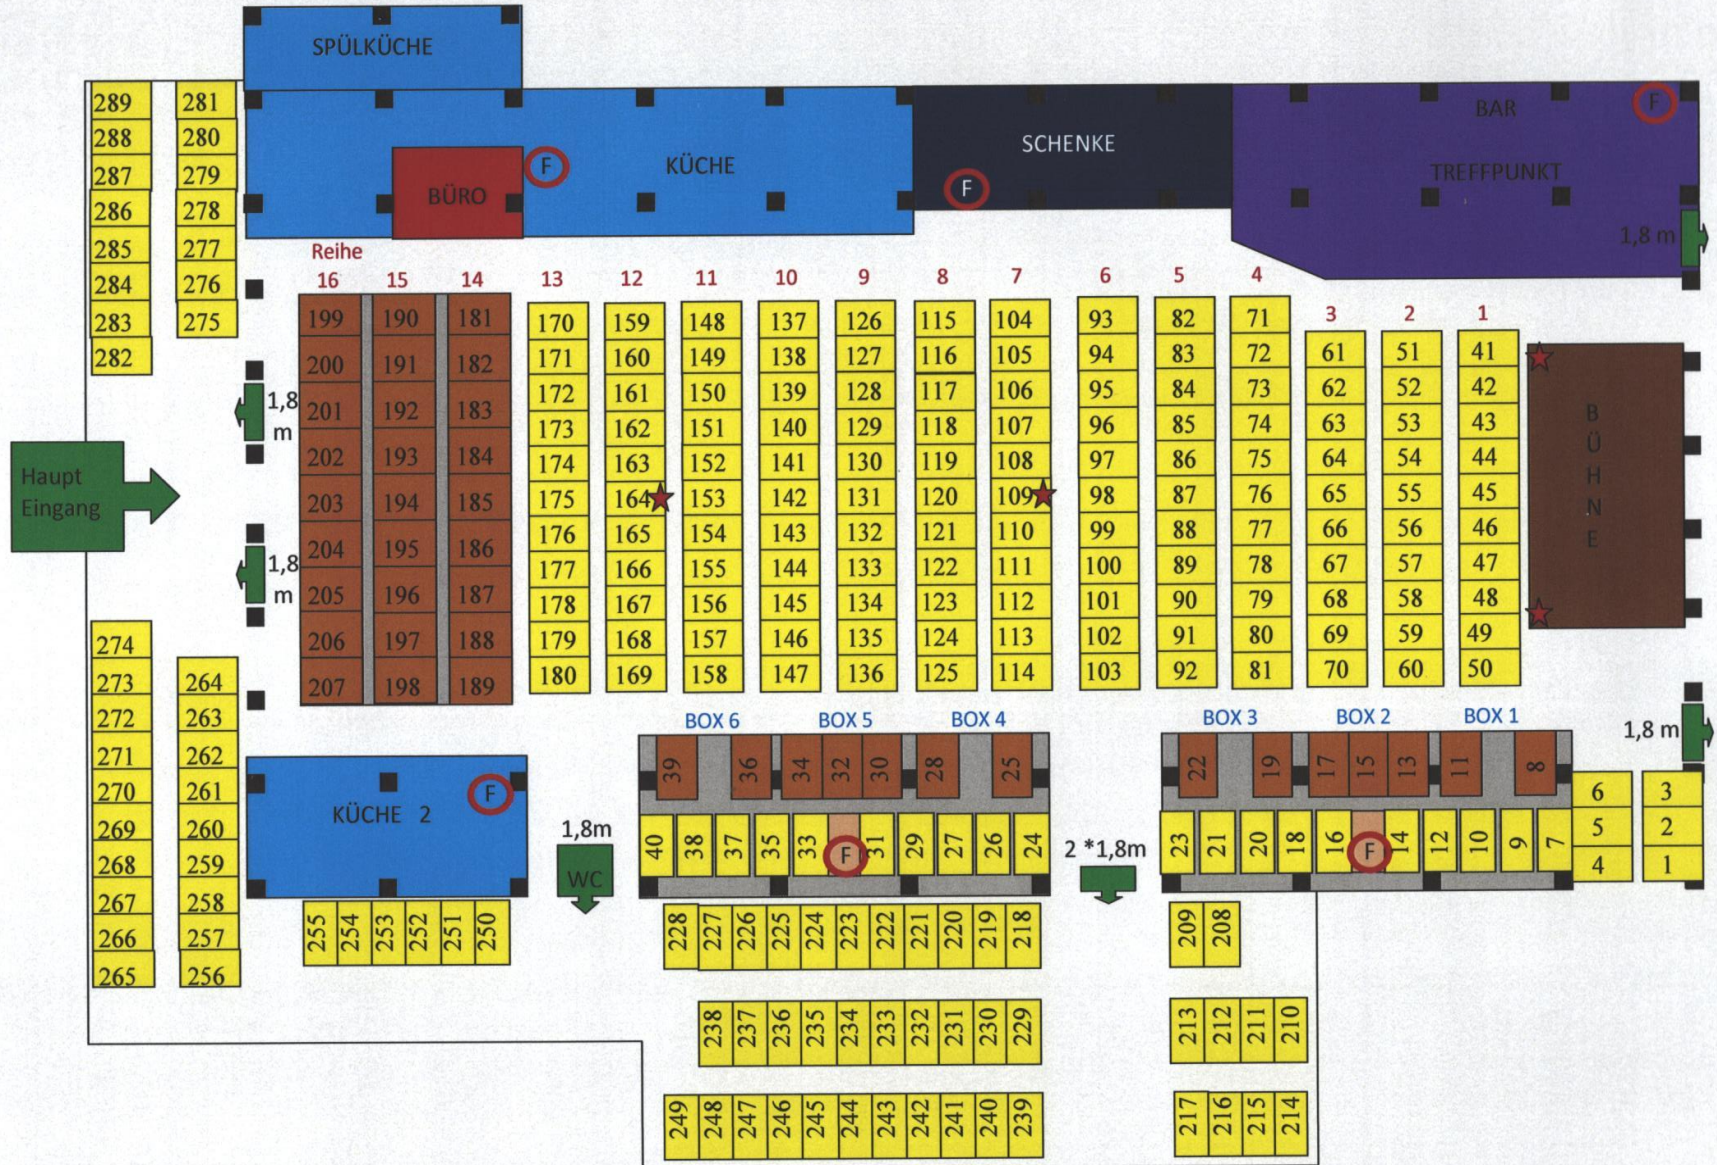 SPÜLKÜCHE
KÜCHE
BÜRO
F
SCHENKE
F
BAR
F
TREFFPUNKT
1,8 m
289 281
288 280
287 279
286 278
285 277
284 276
283 275
282
Reihe
16 15 14 13 12 11 10 9 8 7 6 5 4
3 2 1
199 190 181
200 191 182
201 192 183
202 193 184
203 194 185
204 195 186
205 196 187
206 197 188
207 198 189
170 159 148 137 126 115 104 93 82 71
171 160 149 138 127 116 105 94 83 72 61 51 41
172 161 150 139 128 117 106 95 84 73 62 52 42
173 162 151 140 129 118 107 96 85 74 63 53 43
174 163 152 141 130 119 108 97 86 75 64 54 44
175 164 153 142 131 120 109 98 87 76 65 55 45
176 165 154 143 132 121 110 99 88 77 66 56 46
177 166 155 144 133 122 111 100 89 78 67 57 47
178 167 156 145 134 123 112 101 90 79 68 58 48
179 168 157 146 135 124 113 102 91 80 69 59 49
180 169 158 147 136 125 114 103 92 81 70 60 50
B
Ü
H
N
E
1,8
m
Haupt
Eingang
1,8
m
274
273 264
272 263
271 262
270 261
269 260
268 259
267 258
266 257
265 256
KÜCHE 2
F
255 254 253 252 251 250
1,8m
WC
BOX 6 BOX 5 BOX 4
39 36 34 32 30 28 25
40 38 37 35 33 F 31 29 27 26 24
2 *1,8m
BOX 3 BOX 2 BOX 1
22 19 17 15 13 11 8
23 21 20 18 16 F 14 12 10 9 7
1,8 m
6 3
5 2
4 1
228 227 226 225 224 223 222 221 220 219 218
209 208
238 237 236 235 234 233 232 231 230 229
213 212 211 210
249 248 247 246 245 244 243 242 241 240 239
217 216 215 214